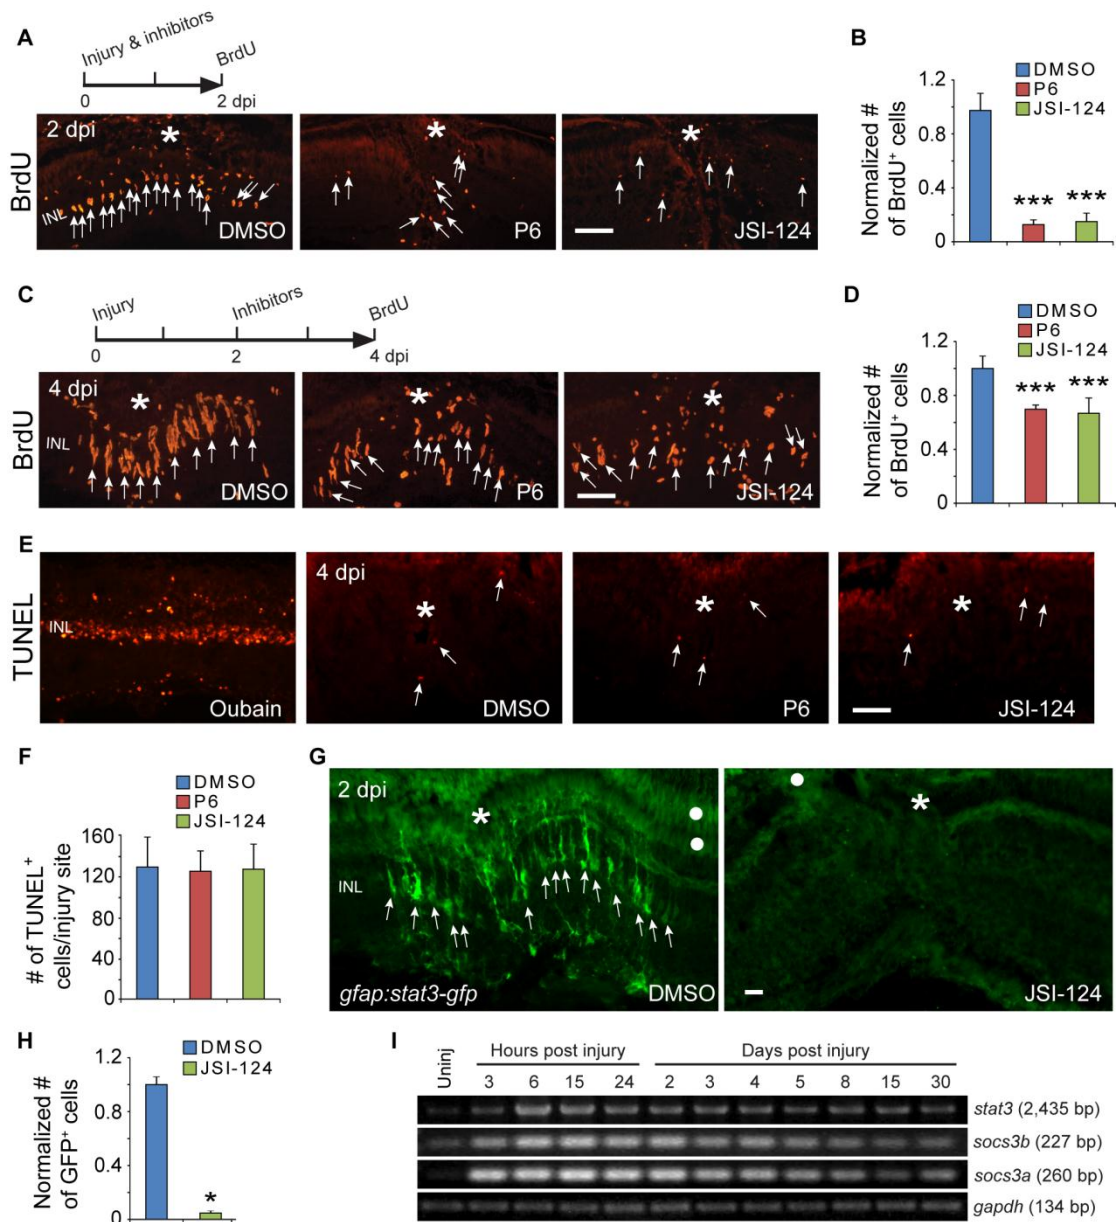 A
Injury & inhibitors
BrdU
0
2 dpi
BrdU
2 dpi
*
INL
DMSO
*
P6
*
JSI-124
B
DMSO
P6
JSI-124
Normalized #
of BrdU+ cells
1.2
0.8
0.4
0
***
***
C
Injury
Inhibitors
BrdU
0
2
4 dpi
BrdU
4 dpi
*
INL
DMSO
*
P6
*
JSI-124
D
DMSO
P6
JSI-124
Normalized #
of BrdU+ cells
1.2
0.8
0.4
0
***
***
E
TUNEL
INL
Oubain
4 dpi
*
DMSO
*
P6
*
JSI-124
F
DMSO
P6
JSI-124
# of TUNEL+
cells/injury site
160
120
80
40
0
G
2 dpi
*
INL
gfap:stat3-gfp
DMSO
*
JSI-124
H
DMSO
JSI-124
Normalized #
of GFP+ cells
1.2
0.8
0.4
0
*
I
Uninj
Hours post injury
Days post injury
3 6 15 24 2 3 4 5 8 15 30
stat3 (2,435 bp)
socs3b (227 bp)
socs3a (260 bp)
gapdh (134 bp)